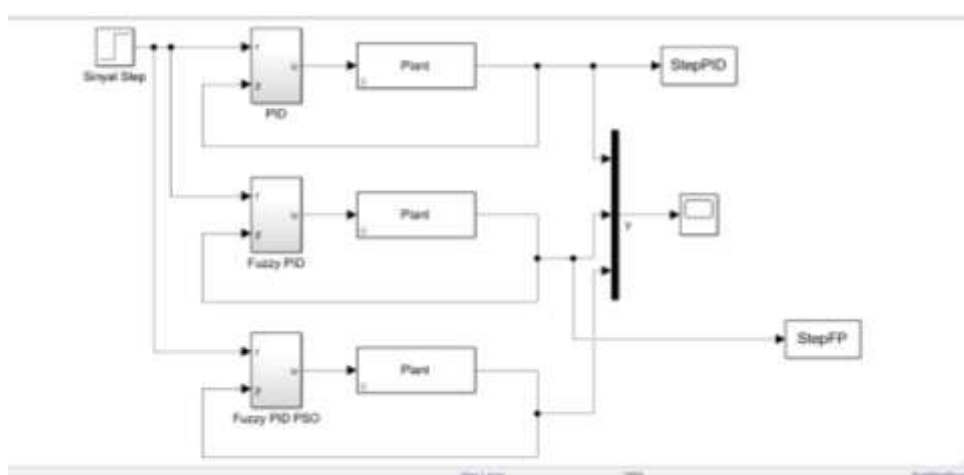 Sinyal Step
PID
Plant
StepPID
Fuzzy PID
Plant
StepFP
Fuzzy PID PSO
Plant